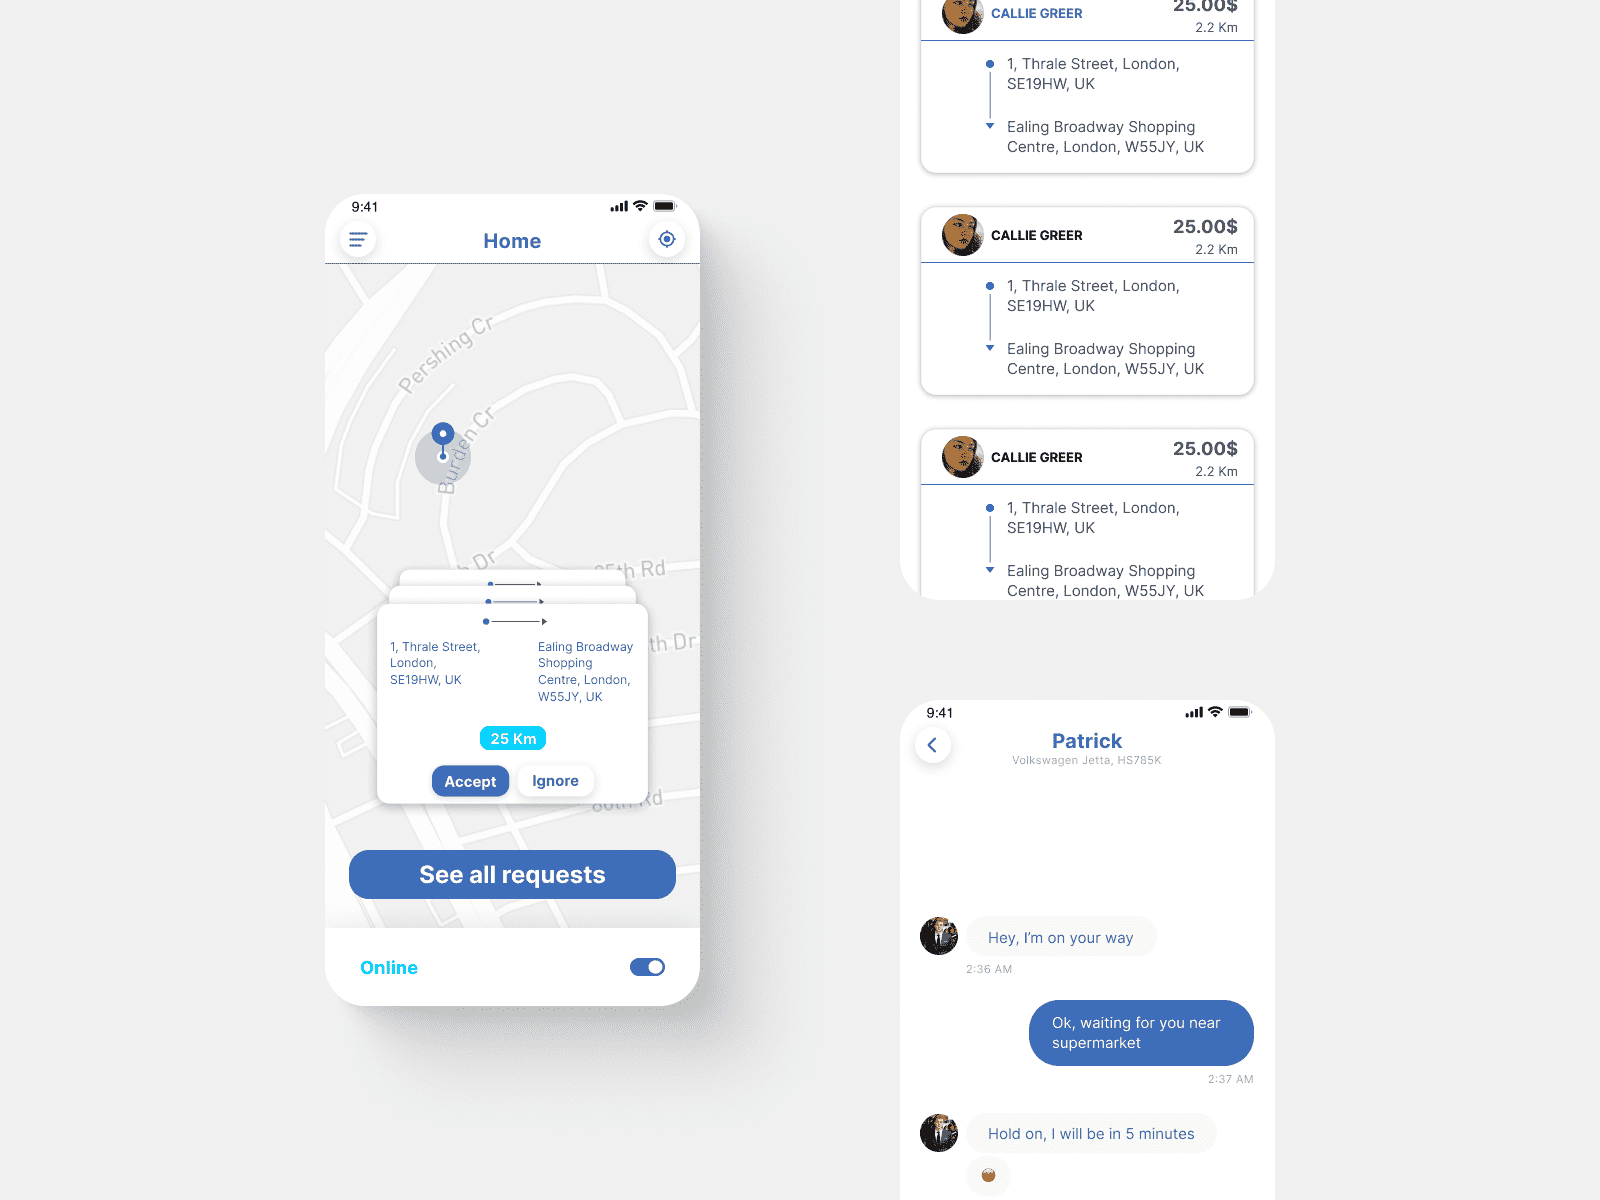 9:41
Home
Pershing Cr
Burden Cr
Dr
th Rd
th Dr
Rd
1, Thrale Street,
London,
SE19HW, UK
Ealing Broadway
Shopping
Centre, London,
W55JY, UK
25 Km
Accept
Ignore
See all requests
Online
CALLIE GREER
25.00$
2.2 Km
1, Thrale Street, London,
SE19HW, UK
Ealing Broadway Shopping
Centre, London, W55JY, UK
CALLIE GREER
25.00$
2.2 Km
1, Thrale Street, London,
SE19HW, UK
Ealing Broadway Shopping
Centre, London, W55JY, UK
CALLIE GREER
25.00$
2.2 Km
1, Thrale Street, London,
SE19HW, UK
Ealing Broadway Shopping
Centre, London, W55JY, UK
9:41
Patrick
Volkswagen Jetta, HS785K
Hey, I'm on your way
2:36 AM
Ok, waiting for you near
supermarket
2:37 AM
Hold on, I will be in 5 minutes